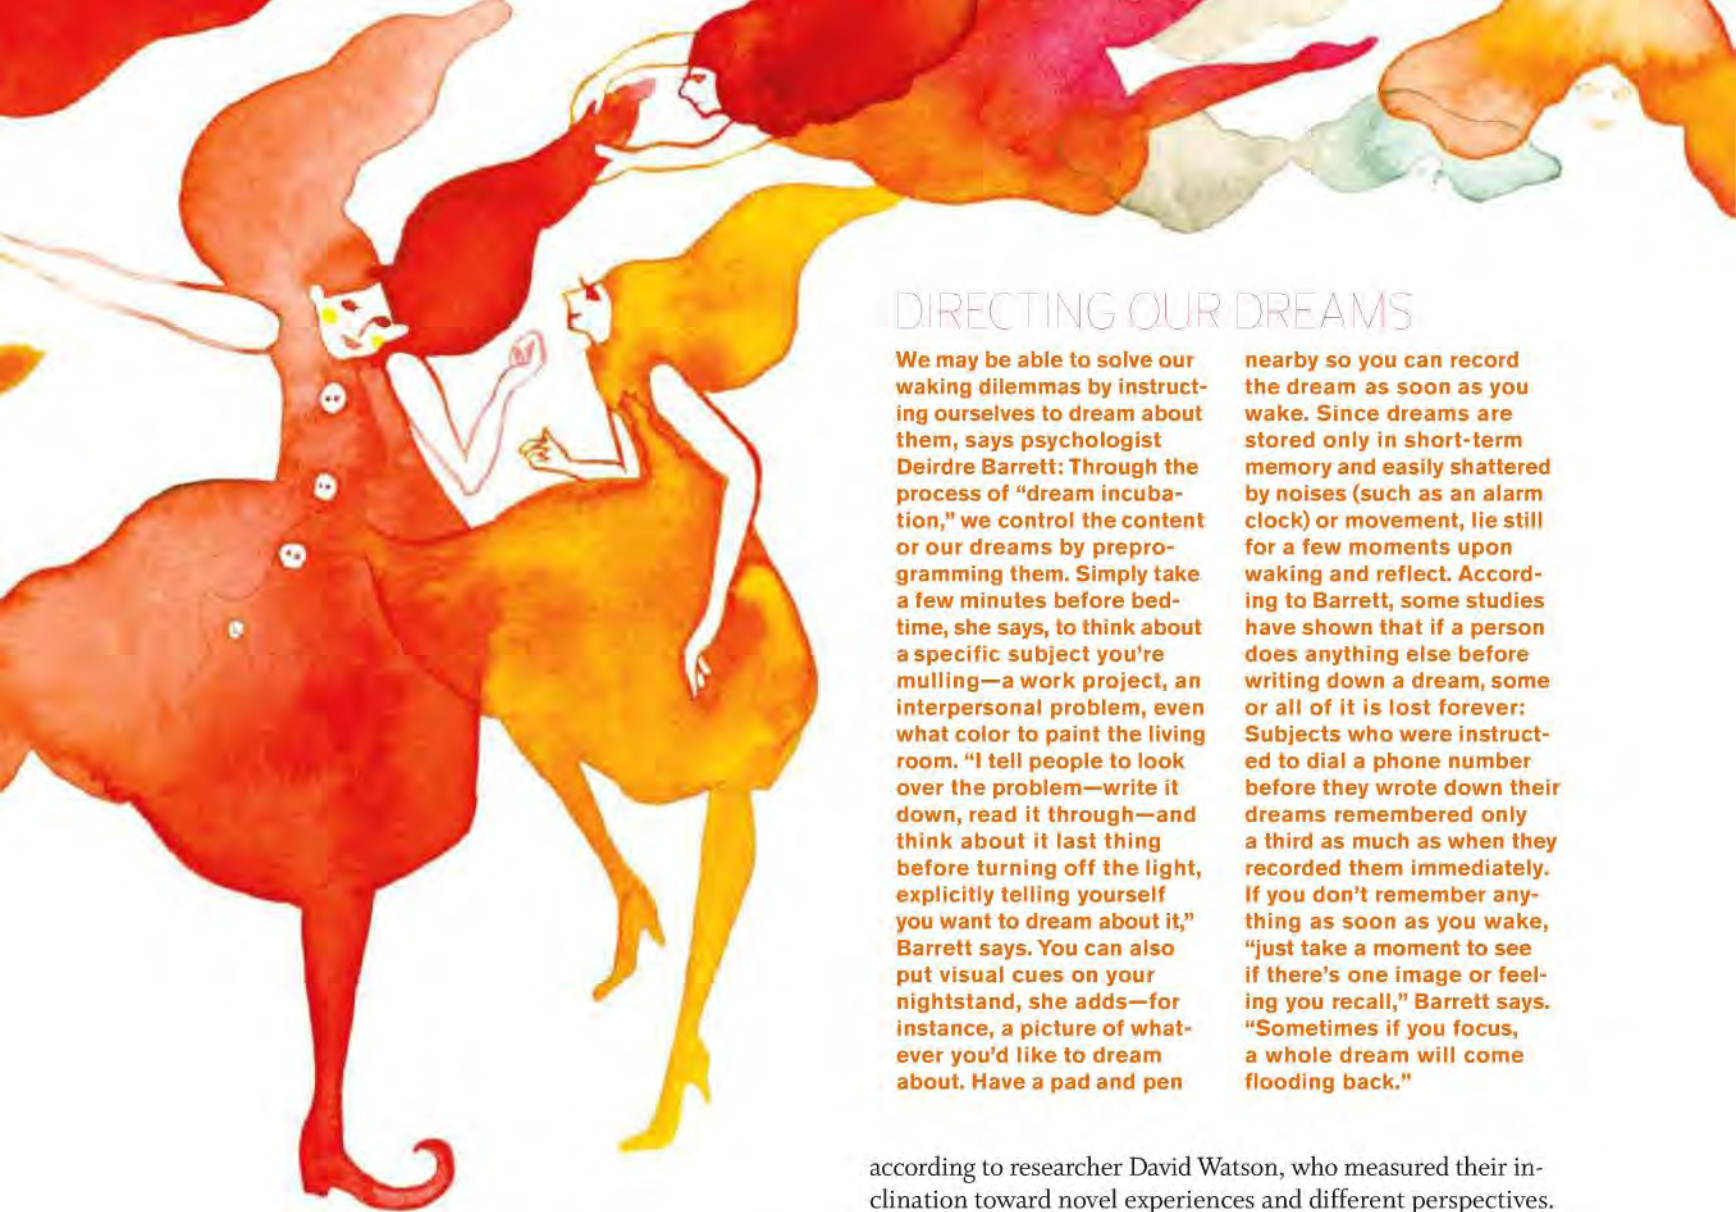 DIRECTING OUR DREAMS
We may be able to solve our
waking dilemmas by instruct-
ing ourselves to dream about
them, says psychologist
Deirdre Barrett: Through the
process of “dream incuba-
tion,” we control the content
or our dreams by prepro-
gramming them. Simply take
a few minutes before bed-
time, she says, to think about
a specific subject you’re
mulling—a work project, an
interpersonal problem, even
what color to paint the living
room. “I tell people to look
over the problem—write it
down, read it through—and
think about it last thing
before turning off the light,
explicitly telling yourself
you want to dream about it,”
Barrett says. You can also
put visual cues on your
nightstand, she adds—for
instance, a picture of what-
ever you’d like to dream
about. Have a pad and pen
nearby so you can record
the dream as soon as you
wake. Since dreams are
stored only in short-term
memory and easily shattered
by noises (such as an alarm
clock) or movement, lie still
for a few moments upon
waking and reflect. Accord-
ing to Barrett, some studies
have shown that if a person
does anything else before
writing down a dream, some
or all of it is lost forever:
Subjects who were instruct-
ed to dial a phone number
before they wrote down their
dreams remembered only
a third as much as when they
recorded them immediately.
If you don’t remember any-
thing as soon as you wake,
“just take a moment to see
if there’s one image or feel-
ing you recall,” Barrett says.
“Sometimes if you focus,
a whole dream will come
flooding back.”
according to researcher David Watson, who measured their in-
clination toward novel experiences and different perspectives.